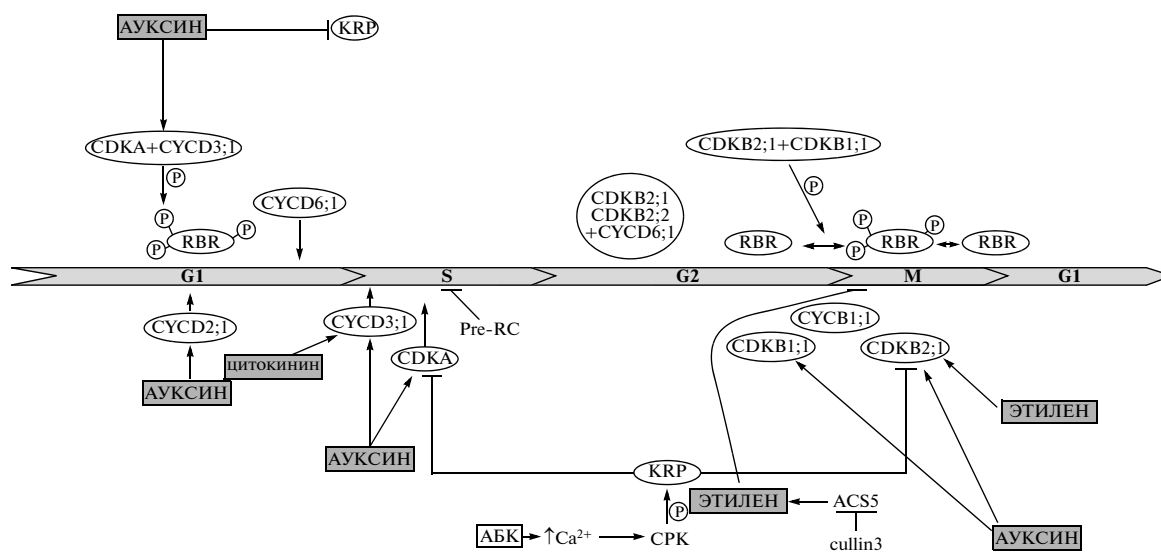 АУКСИН
KRP
CDKA+CYCD3;1
P
P
P
P
RBR
CYCD6;1
CDKB2;1
CDKB2;2
+CYCD6;1
CDKB2;1+CDKB1;1
P
RBR
P
P
P
RBR
RBR
G1
S
G2
M
G1
CYCD2;1
CYCD3;1
Pre-RC
CDKA
ЦИТОКИНИН
АУКСИН
АУКСИН
CYCB1;1
CDKB1;1
CDKB2;1
ЭТИЛЕН
KRP
P
ЭТИЛЕН
ACS5
cullin3
АУКСИН
АБК
↑Ca²⁺
CPK